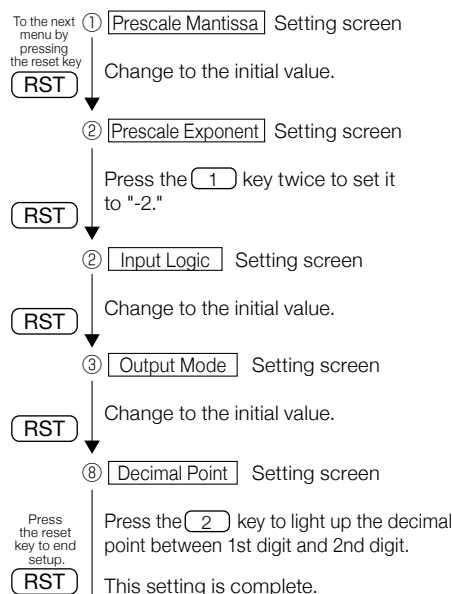 To the next
menu by
pressing
the reset key
RST
① Prescale Mantissa Setting screen
Change to the initial value.
② Prescale Exponent Setting screen
Press the 1 key twice to set it
to "-2."
RST
② Input Logic Setting screen
Change to the initial value.
RST
③ Output Mode Setting screen
Change to the initial value.
RST
⑧ Decimal Point Setting screen
Press
the reset
key to end
setup.
RST
Press the 2 key to light up the decimal
point between 1st digit and 2nd digit.
This setting is complete.